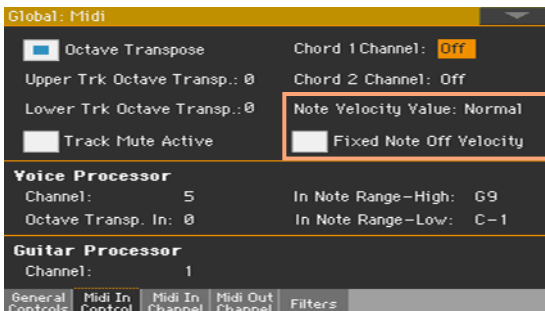 Global: Midi
Octave Transpose
Chord 1 Channel: Off
Upper Trk Octave Transp.: 0
Chord 2 Channel: Off
Lower Trk Octave Transp.: 0
Note Velocity Value: Normal
Track Mute Active
Fixed Note Off Velocity
Voice Processor
Channel: 5
In Note Range-High: G9
Octave Transp. In: 0
In Note Range-Low: C-1
Guitar Processor
Channel: 1
General Contcols
Midi In Contcol
Midi In Channel
Midi Out Channel
Filters